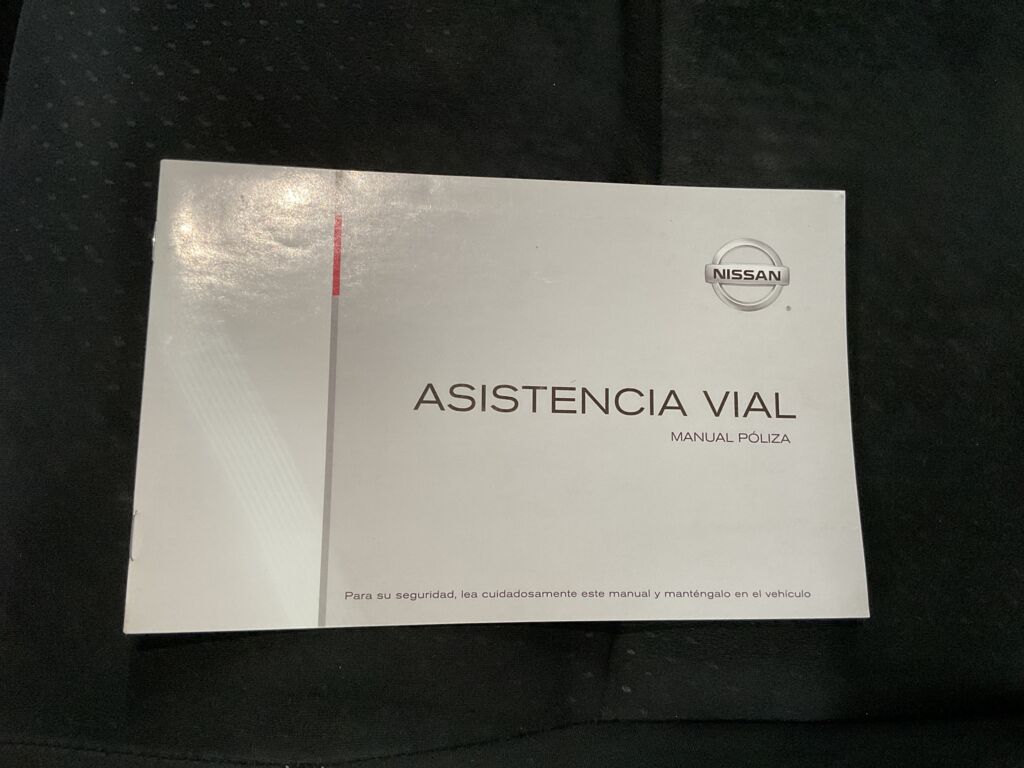 NISSAN
®
ASISTENCIA VIAL
MANUAL PÓLIZA
Para su seguridad, lea cuidadosamente este manual y manténgalo en el vehículo